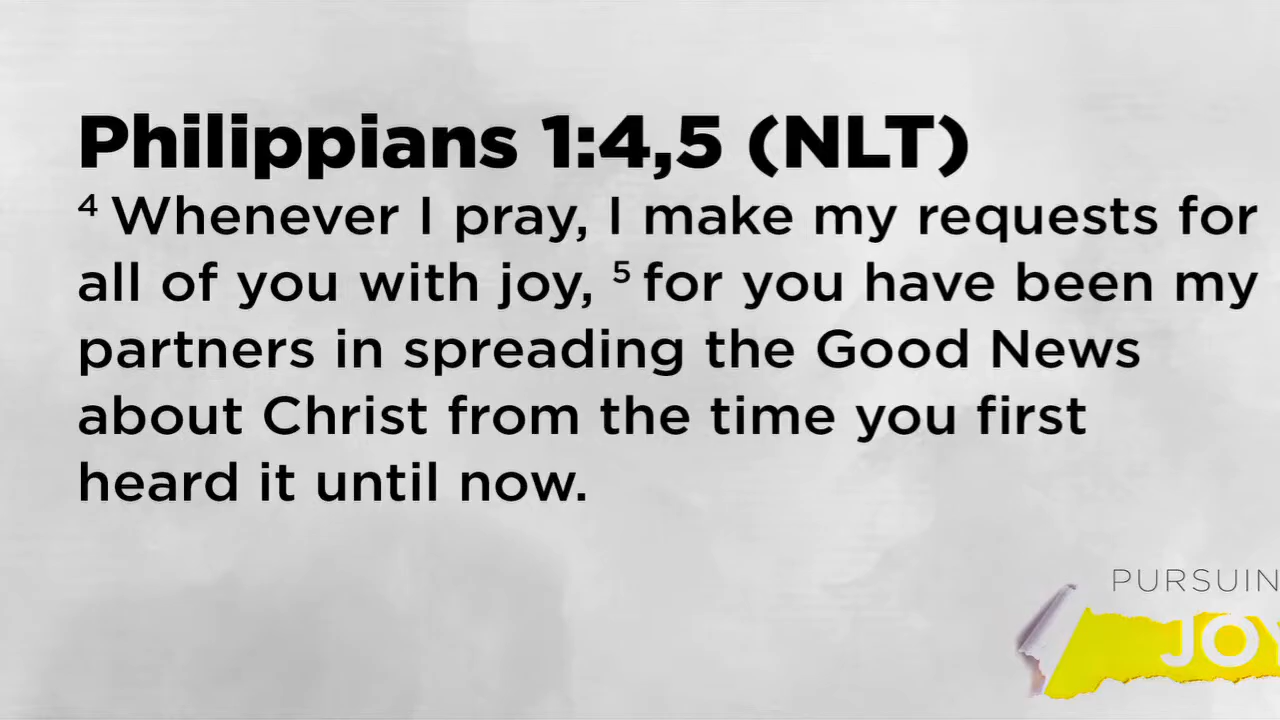 Philippians 1:4,5 (NLT)
⁴ Whenever I pray, I make my requests for
all of you with joy, ⁵ for you have been my
partners in spreading the Good News
about Christ from the time you first
heard it until now.
PURSUIN
JOY